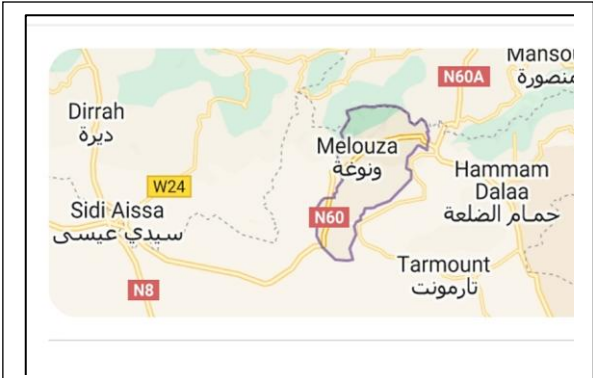 Manso
منصورة
N60A
Dirrah
ديرة
Melouza
ونوغة
Hammam
Dalaa
حمام الضلعة
W24
Sidi Aissa
سيدي عيسى
N60
Tarmount
تارمونت
N8